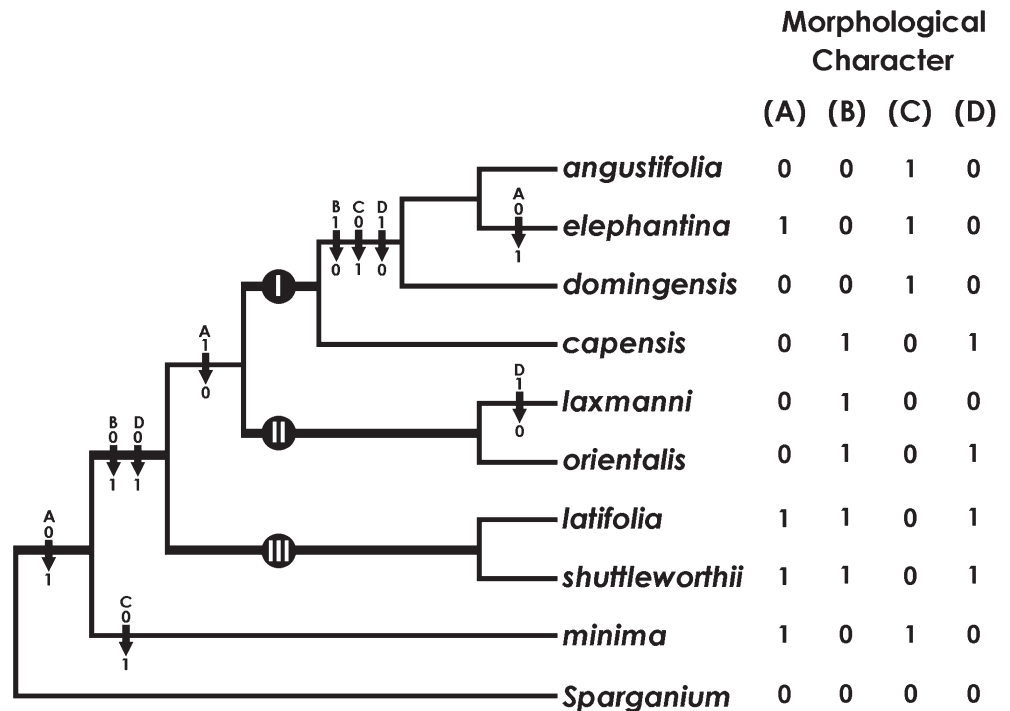 Morphological
Character
(A) (B) (C) (D)
angustifolia 0 0 1 0
A
0
1
elephantina 1 0 1 0
B C D
1 0 1
0 1 0
I
domingensis 0 0 1 0
capensis 0 1 0 1
A
1
0
D
1
0
laxmanni 0 1 0 0
II
orientalis 0 1 0 1
B D
0 0
1 1
latifolia 1 1 0 1
A
0
1
III
shuttleworthii 1 1 0 1
C
0
1
minima 1 0 1 0
Sparganium 0 0 0 0